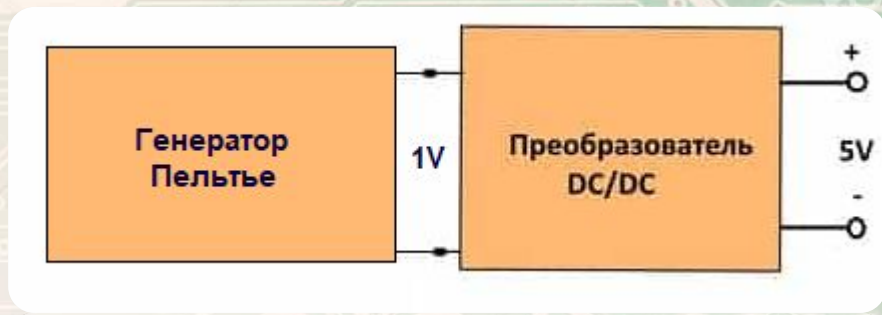 Генератор
Пельтье
1V
Преобразователь
DC/DC
+
5V
-